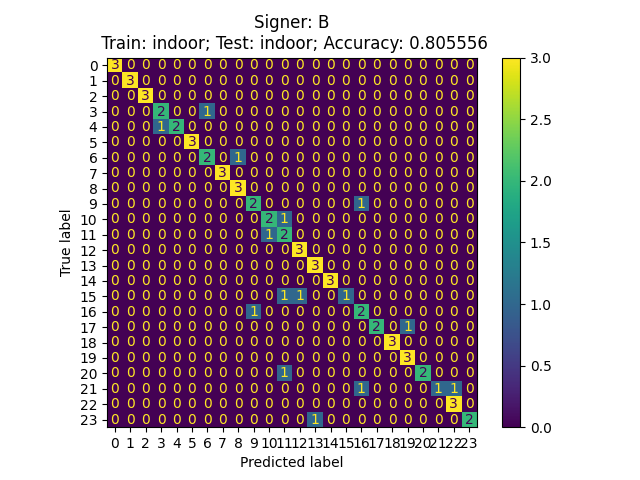 Signer: B
Train: indoor; Test: indoor; Accuracy: 0.805556
True label
0 3 0 0 0 0 0 0 0 0 0 0 0 0 0 0 0 0 0 0 0 0 0 0 0
1 0 3 0 0 0 0 0 0 0 0 0 0 0 0 0 0 0 0 0 0 0 0 0 0
2 0 0 3 0 0 0 0 0 0 0 0 0 0 0 0 0 0 0 0 0 0 0 0 0
3 0 0 0 2 0 0 1 0 0 0 0 0 0 0 0 0 0 0 0 0 0 0 0 0
4 0 0 0 1 2 0 0 0 0 0 0 0 0 0 0 0 0 0 0 0 0 0 0 0
5 0 0 0 0 0 3 0 0 0 0 0 0 0 0 0 0 0 0 0 0 0 0 0 0
6 0 0 0 0 0 0 2 0 1 0 0 0 0 0 0 0 0 0 0 0 0 0 0 0
7 0 0 0 0 0 0 0 3 0 0 0 0 0 0 0 0 0 0 0 0 0 0 0 0
8 0 0 0 0 0 0 0 0 3 0 0 0 0 0 0 0 0 0 0 0 0 0 0 0
9 0 0 0 0 0 0 0 0 0 2 0 0 0 0 0 0 1 0 0 0 0 0 0 0
10 0 0 0 0 0 0 0 0 0 0 2 1 0 0 0 0 0 0 0 0 0 0 0 0
11 0 0 0 0 0 0 0 0 0 0 1 2 0 0 0 0 0 0 0 0 0 0 0 0
12 0 0 0 0 0 0 0 0 0 0 0 0 3 0 0 0 0 0 0 0 0 0 0 0
13 0 0 0 0 0 0 0 0 0 0 0 0 0 3 0 0 0 0 0 0 0 0 0 0
14 0 0 0 0 0 0 0 0 0 0 0 0 0 0 3 0 0 0 0 0 0 0 0 0
15 0 0 0 0 0 0 0 0 0 0 0 1 1 0 0 1 0 0 0 0 0 0 0 0
16 0 0 0 0 0 0 0 0 0 1 0 0 0 0 0 0 2 0 0 0 0 0 0 0
17 0 0 0 0 0 0 0 0 0 0 0 0 0 0 0 0 0 2 0 1 0 0 0 0
18 0 0 0 0 0 0 0 0 0 0 0 0 0 0 0 0 0 0 3 0 0 0 0 0
19 0 0 0 0 0 0 0 0 0 0 0 0 0 0 0 0 0 0 0 3 0 0 0 0
20 0 0 0 0 0 0 0 0 0 0 0 1 0 0 0 0 0 0 0 0 2 0 0 0
21 0 0 0 0 0 0 0 0 0 0 0 0 0 0 0 0 1 0 0 0 0 1 1 0
22 0 0 0 0 0 0 0 0 0 0 0 0 0 0 0 0 0 0 0 0 0 0 3 0
23 0 0 0 0 0 0 0 0 0 0 0 0 0 1 0 0 0 0 0 0 0 0 0 2
0 1 2 3 4 5 6 7 8 9 10 11 12 13 14 15 16 17 18 19 20 21 22 23
Predicted label
3.0
2.5
2.0
1.5
1.0
0.5
0.0